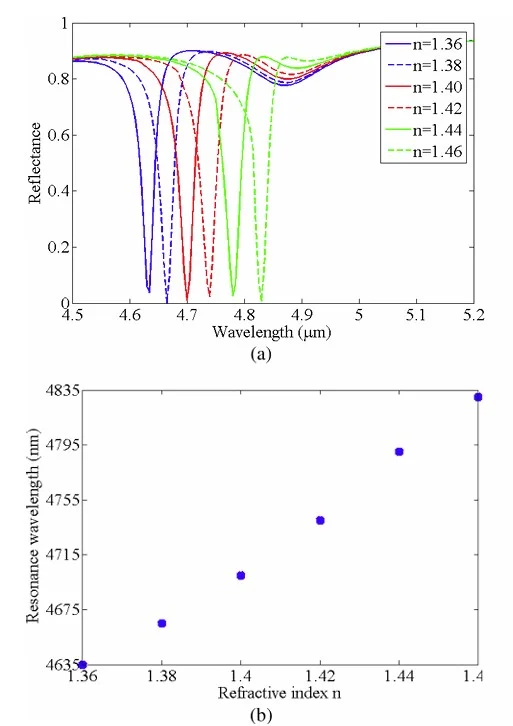 1
0.8
0.6
0.4
0.2
0
Reflectance
n=1.36
n=1.38
n=1.40
n=1.42
n=1.44
n=1.46
4.5 4.6 4.7 4.8 4.9 5 5.1 5.2
Wavelength (μm)
(a)
4835
4795
4755
4715
4675
4635
Resonance wavelength (nm)
1.36 1.38 1.4 1.42 1.44 1.4
Refractive index n
(b)